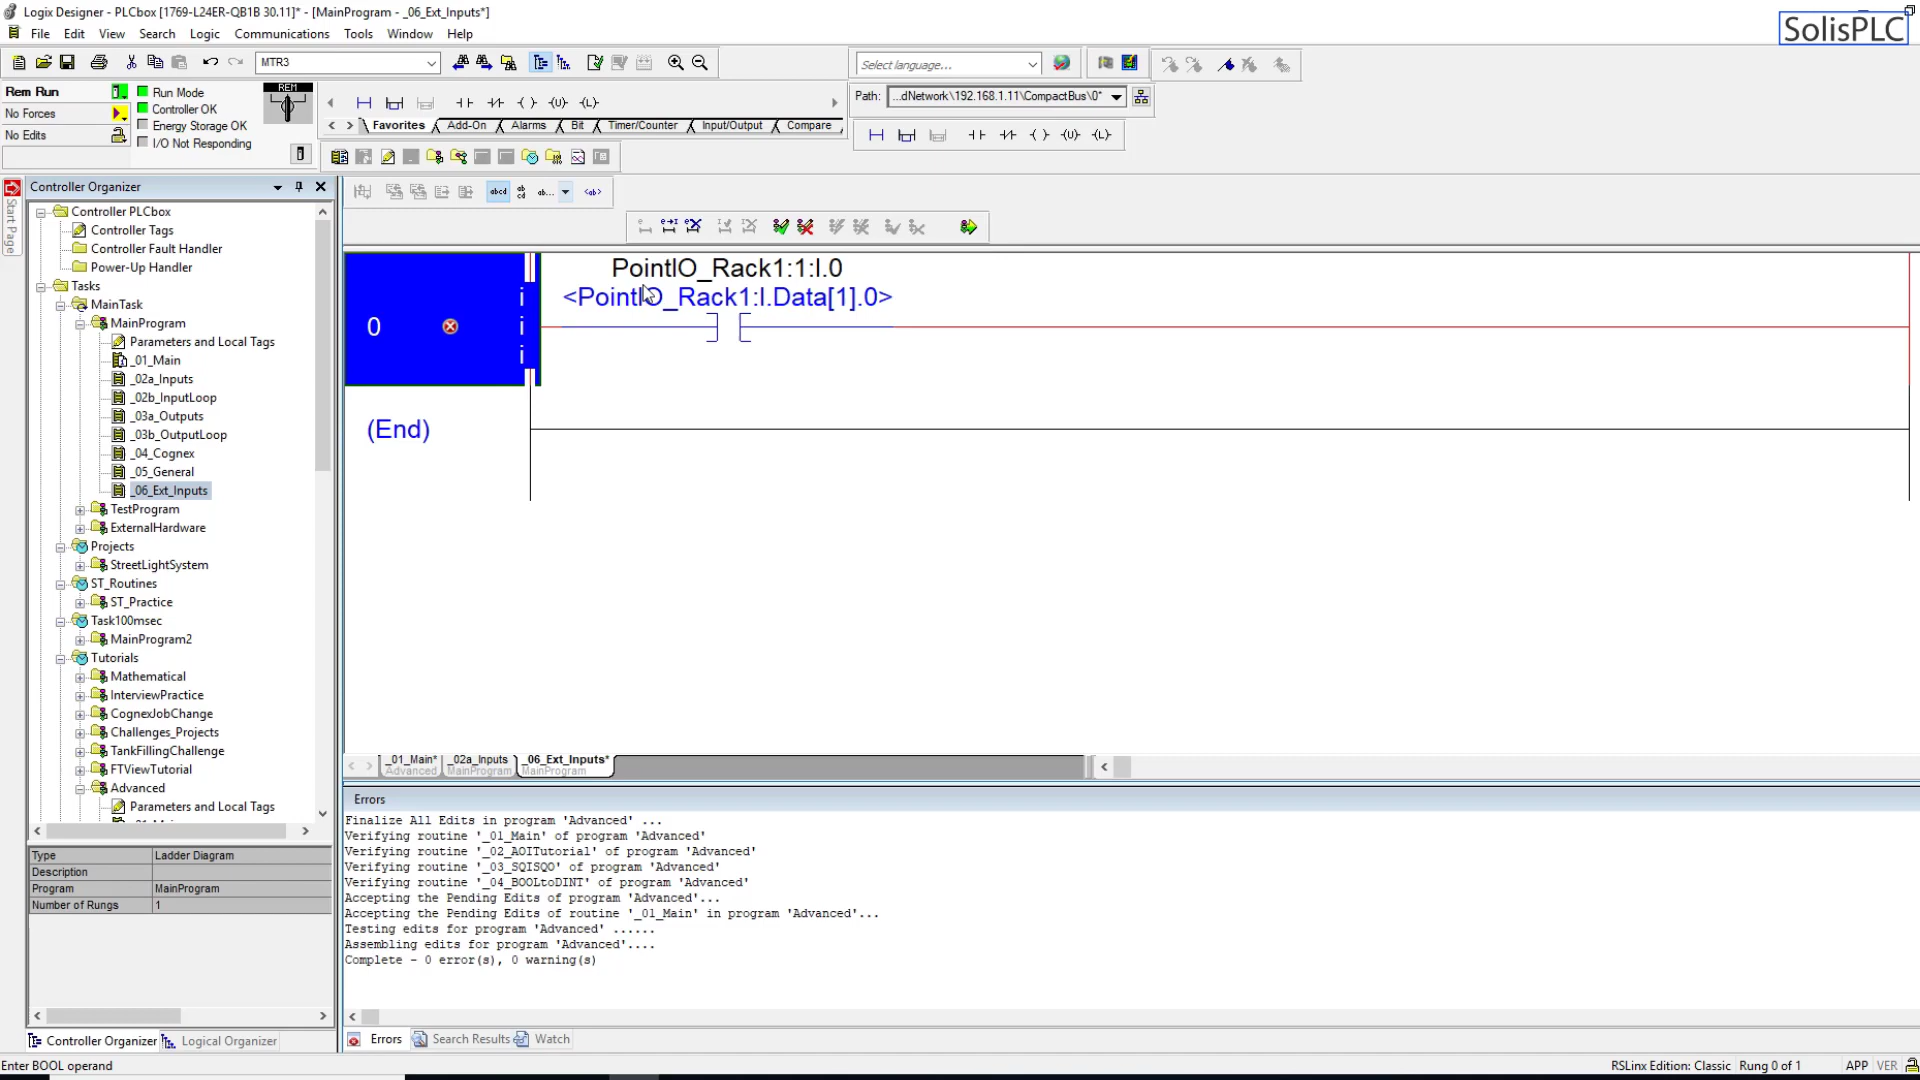 Logix Designer - PLCbox [1769-L24ER-QB1B 30.11]* - [MainProgram - _06_Ext_Inputs*]
SolisPLC
File Edit View Search Logic Communications Tools Window Help
MTR3
Select language...
Rem Run
No Forces
No Edits
Run Mode
Controller OK
Energy Storage OK
I/O Not Responding
REM
Path: ...dNetwork\192.168.1.11\CompactBus\0*
Favorites Add-On Alarms Bit Timer/Counter Input/Output Compare
Start Page
Controller Organizer
Controller PLCbox
Controller Tags
Controller Fault Handler
Power-Up Handler
Tasks
MainTask
MainProgram
Parameters and Local Tags
_01_Main
_02a_Inputs
_02b_InputLoop
_03a_Outputs
_03b_OutputLoop
_04_Cognex
_05_General
_06_Ext_Inputs
TestProgram
ExternalHardware
Projects
StreetLightSystem
ST_Routines
ST_Practice
Task100msec
MainProgram2
Tutorials
Mathematical
InterviewPractice
CognexJobChange
Challenges_Projects
TankFillingChallenge
FTViewTutorial
Advanced
Parameters and Local Tags
Type Ladder Diagram
Description
Program MainProgram
Number of Rungs 1
Controller Organizer Logical Organizer
PointIO_Rack1:1:I.0
<PointIO_Rack1:I.Data[1].0>
0
i
i
i
(End)
_01_Main* _02a_Inputs _06_Ext_Inputs*
Advanced MainProgram MainProgram
Errors
Finalize All Edits in program 'Advanced' ...
Verifying routine '_01_Main' of program 'Advanced'
Verifying routine '_02_AOITutorial' of program 'Advanced'
Verifying routine '_03_SQISQO' of program 'Advanced'
Verifying routine '_04_BOOLtoDINT' of program 'Advanced'
Accepting the Pending Edits of program 'Advanced'...
Accepting the Pending Edits of routine '_01_Main' in program 'Advanced'...
Testing edits for program 'Advanced' ......
Assembling edits for program 'Advanced'....
Complete - 0 error(s), 0 warning(s)
Errors Search Results Watch
Enter BOOL operand
RSLinx Edition: Classic Rung 0 of 1 APP VER